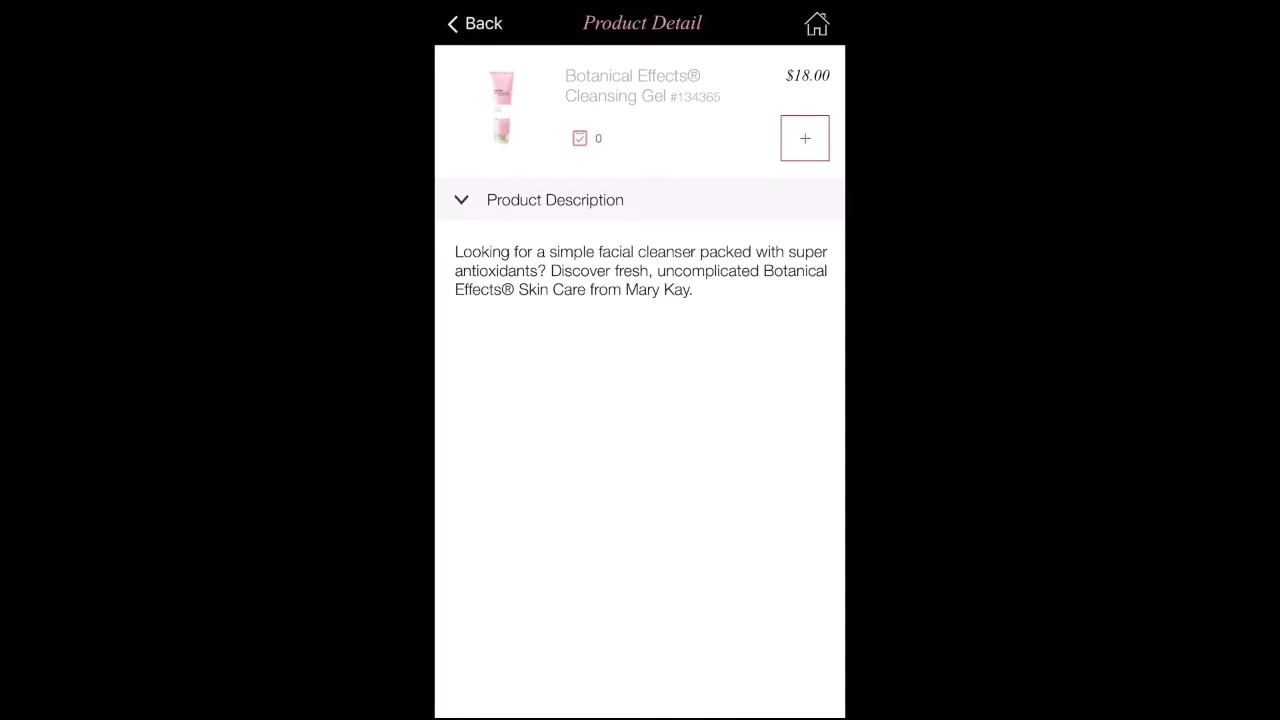 Back
Product Detail
Botanical Effects®
$18.00
Cleansing Gel #134365
0
+
Product Description
Looking for a simple facial cleanser packed with super
antioxidants? Discover fresh, uncomplicated Botanical
Effects® Skin Care from Mary Kay.